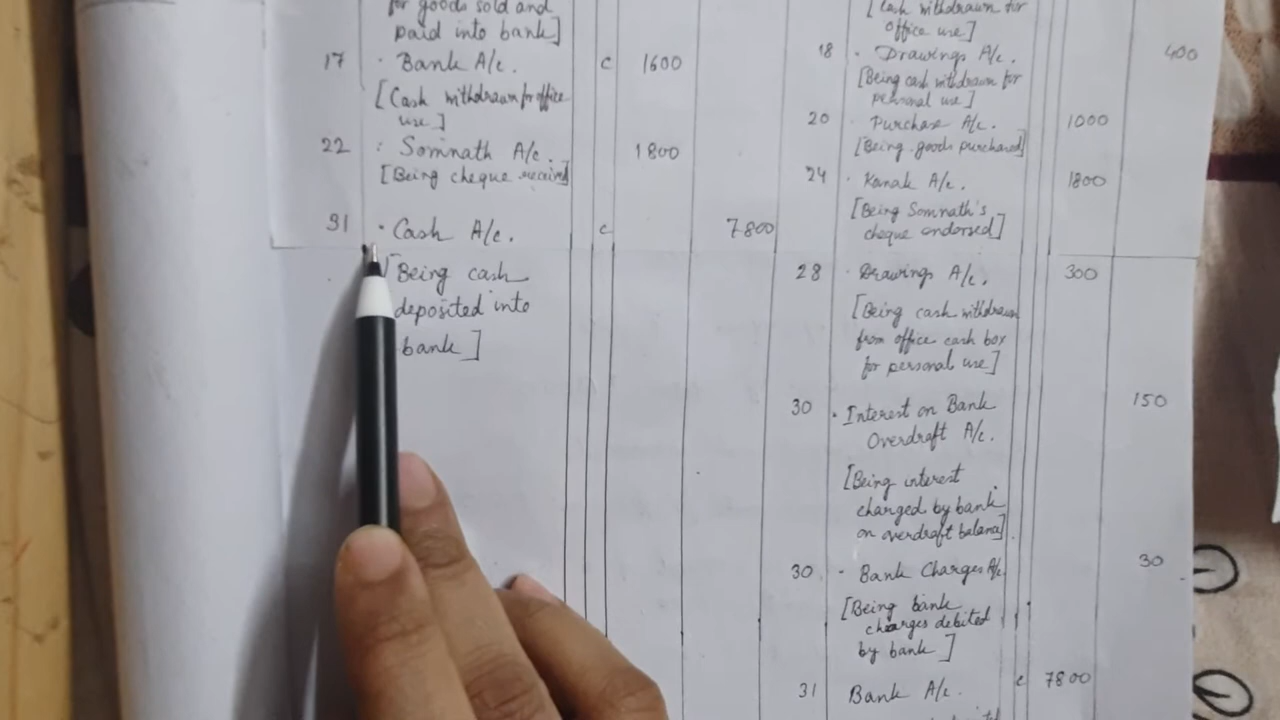 for goods sold and
paid into bank]
17 · Bank A/c. C 1600
[Cash withdrawn for office
use]
22 : Somnath A/c. 1800
[Being cheque received]
31 · Cash A/c. C 7800
[Being cash
deposited into
bank]
[Cash withdrawn for
office use]
18 · Drawings A/c. 400
[Being cash withdrawn for
personal use]
20 · Purchase A/c. 1000
[Being goods purchased]
24 · Kanak A/c. 1800
[Being Somnath's
cheque endorsed]
28 · Drawings A/c. 300
[Being cash withdrawn
from office cash box
for personal use]
30 · Interest on Bank 150
Overdraft A/c.
[Being interest
charged by bank
on overdraft balance]
30 · Bank Charges A/c 30
[Being bank
charges debited
by bank]
31 Bank A/c. c 7800